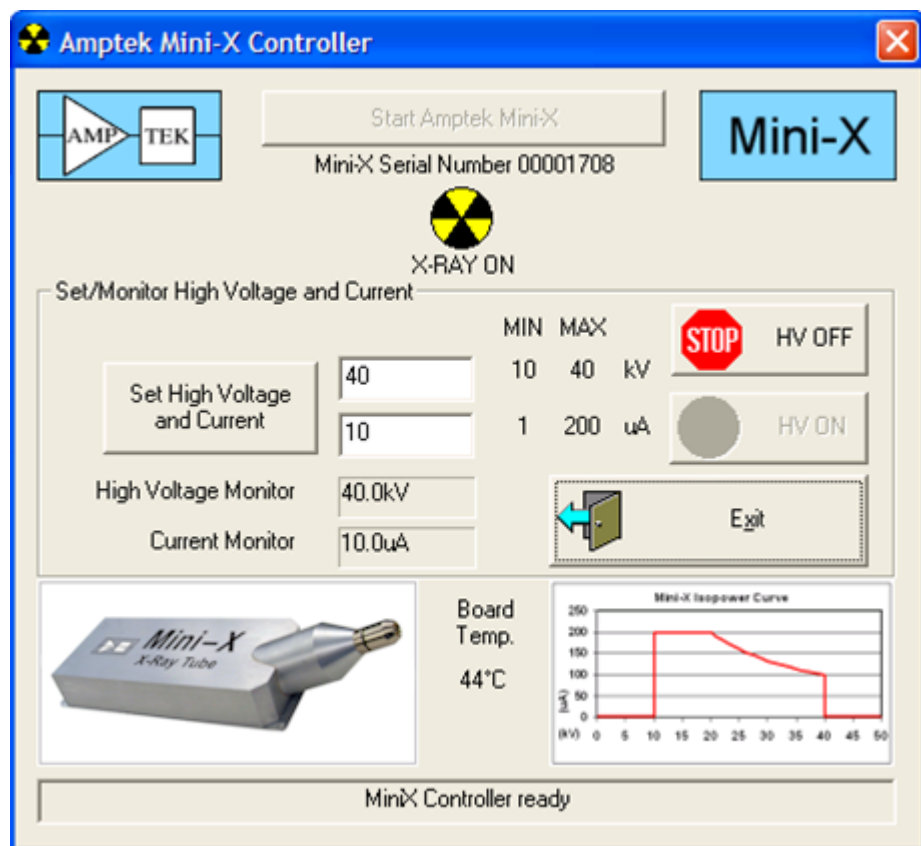 Amptek Mini-X Controller
AMP TEK
Start Amptek Mini-X
Mini-X
Mini-X Serial Number 00001708
X-RAY ON
Set/Monitor High Voltage and Current
MIN MAX
STOP HV OFF
Set High Voltage
and Current
40
10 40 kV
10
1 200 uA
HV ON
High Voltage Monitor 40.0kV
Current Monitor 10.0uA
Exit
Mini-X
X-Ray Tube
Board
Temp.
44°C
Mini-X Isopower Curve
250
200
150
100
50
0
(uA)
(kV) 0 5 10 15 20 25 30 35 40 45 50
MiniX Controller ready